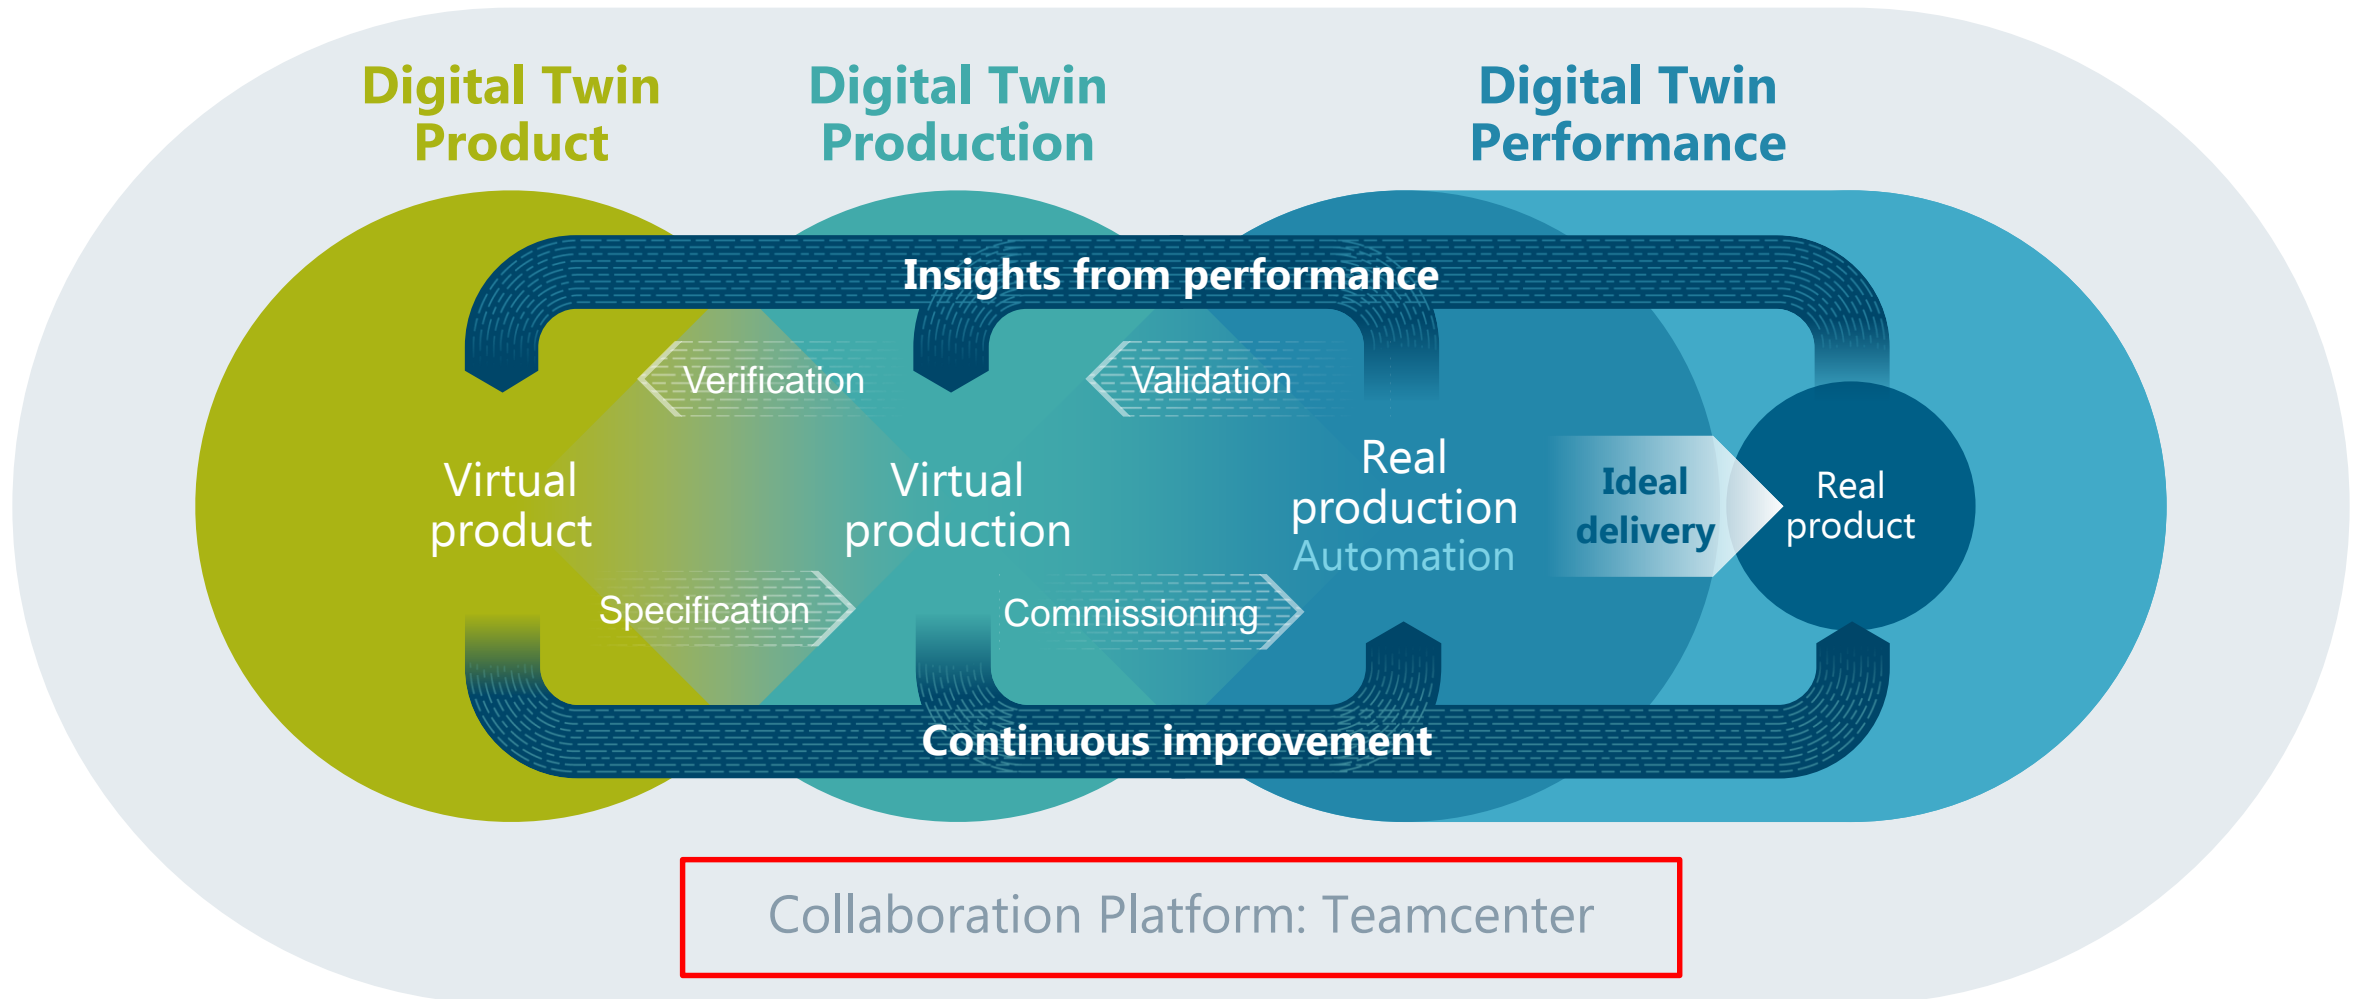 Digital Twin
Product
Digital Twin
Production
Digital Twin
Performance
Insights from performance
Verification
Validation
Virtual
product
Virtual
production
Real
production
Automation
Ideal
delivery
Real
product
Specification
Commissioning
Continuous improvement
Collaboration Platform: Teamcenter